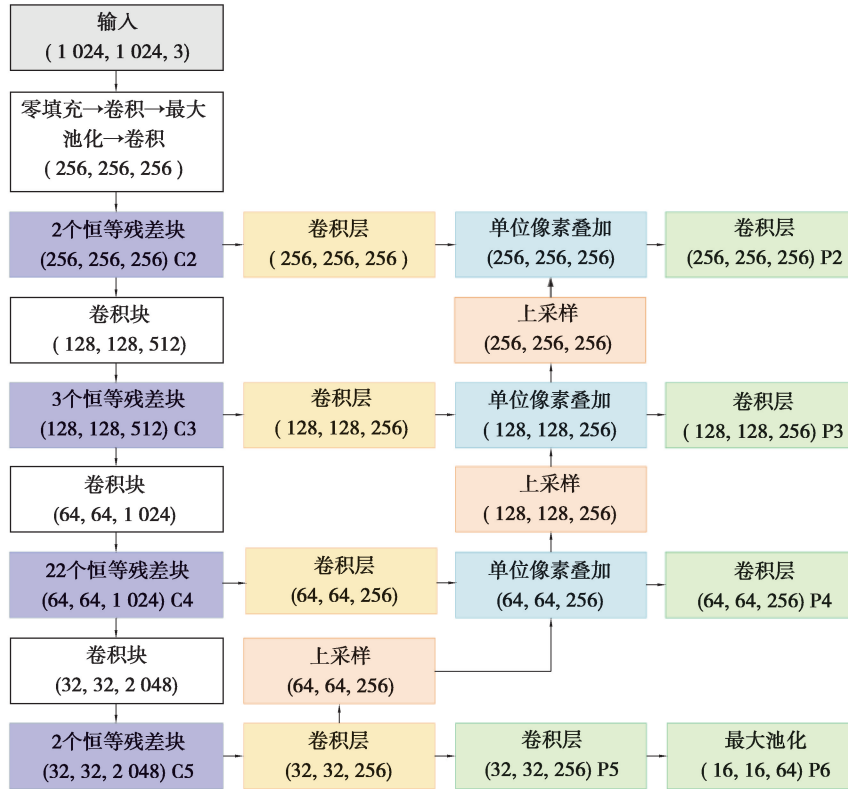 输入
( 1 024, 1 024, 3)
零填充→卷积→最大
池化→卷积
( 256, 256, 256 )
2个恒等残差块
(256, 256, 256) C2
卷积层
( 256, 256, 256 )
单位像素叠加
(256, 256, 256)
卷积层
(256, 256, 256) P2
卷积块
( 128, 128, 512)
上采样
(256, 256, 256)
3个恒等残差块
(128, 128, 512) C3
卷积层
( 128, 128, 256)
单位像素叠加
( 128, 128, 256)
卷积层
( 128, 128, 256) P3
卷积块
(64, 64, 1 024)
上采样
( 128, 128, 256)
22个恒等残差块
(64, 64, 1 024) C4
卷积层
(64, 64, 256)
单位像素叠加
(64, 64, 256)
卷积层
(64, 64, 256) P4
卷积块
(32, 32, 2 048)
上采样
(64, 64, 256)
2个恒等残差块
(32, 32, 2 048) C5
卷积层
(32, 32, 256)
卷积层
(32, 32, 256) P5
最大池化
( 16, 16, 64) P6